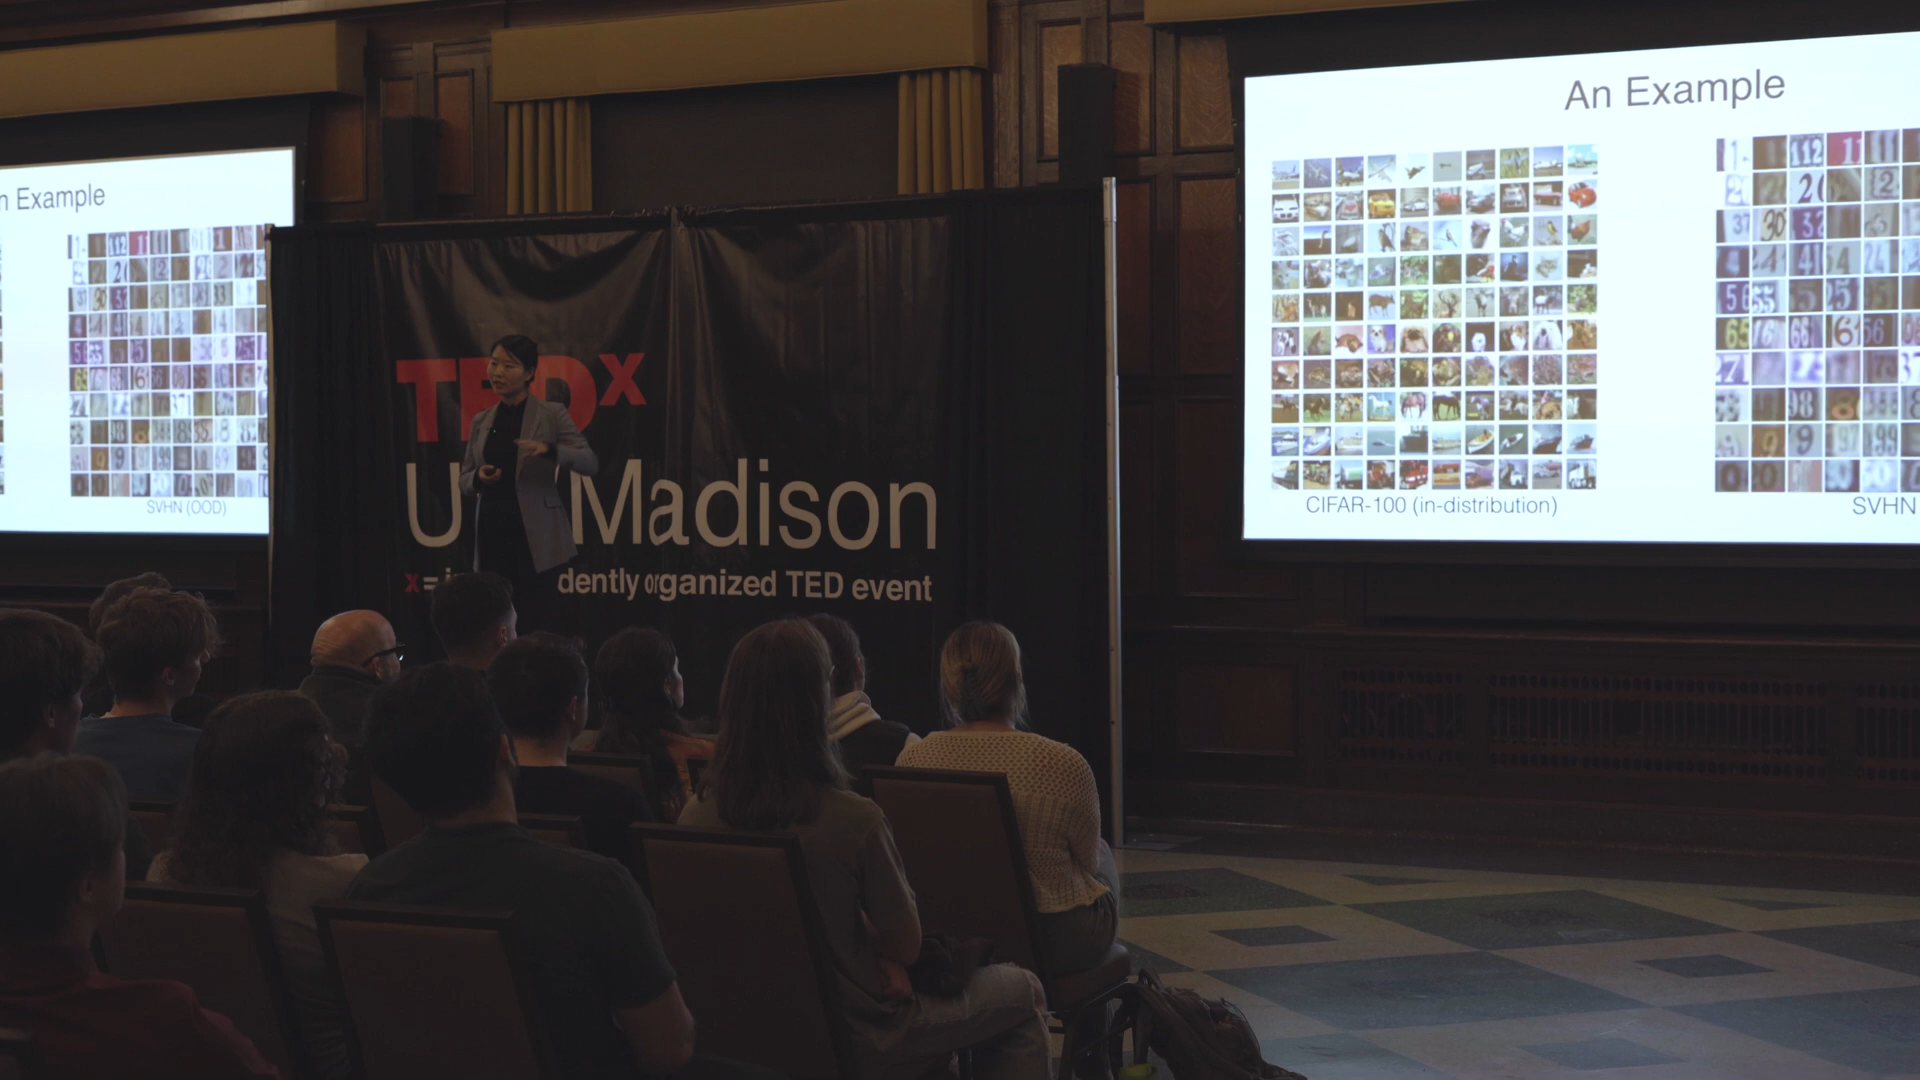 n Example
SVHN (OOD)
TEDx
U Madison
x = i dently organized TED event
An Example
CIFAR-100 (in-distribution)
SVHN